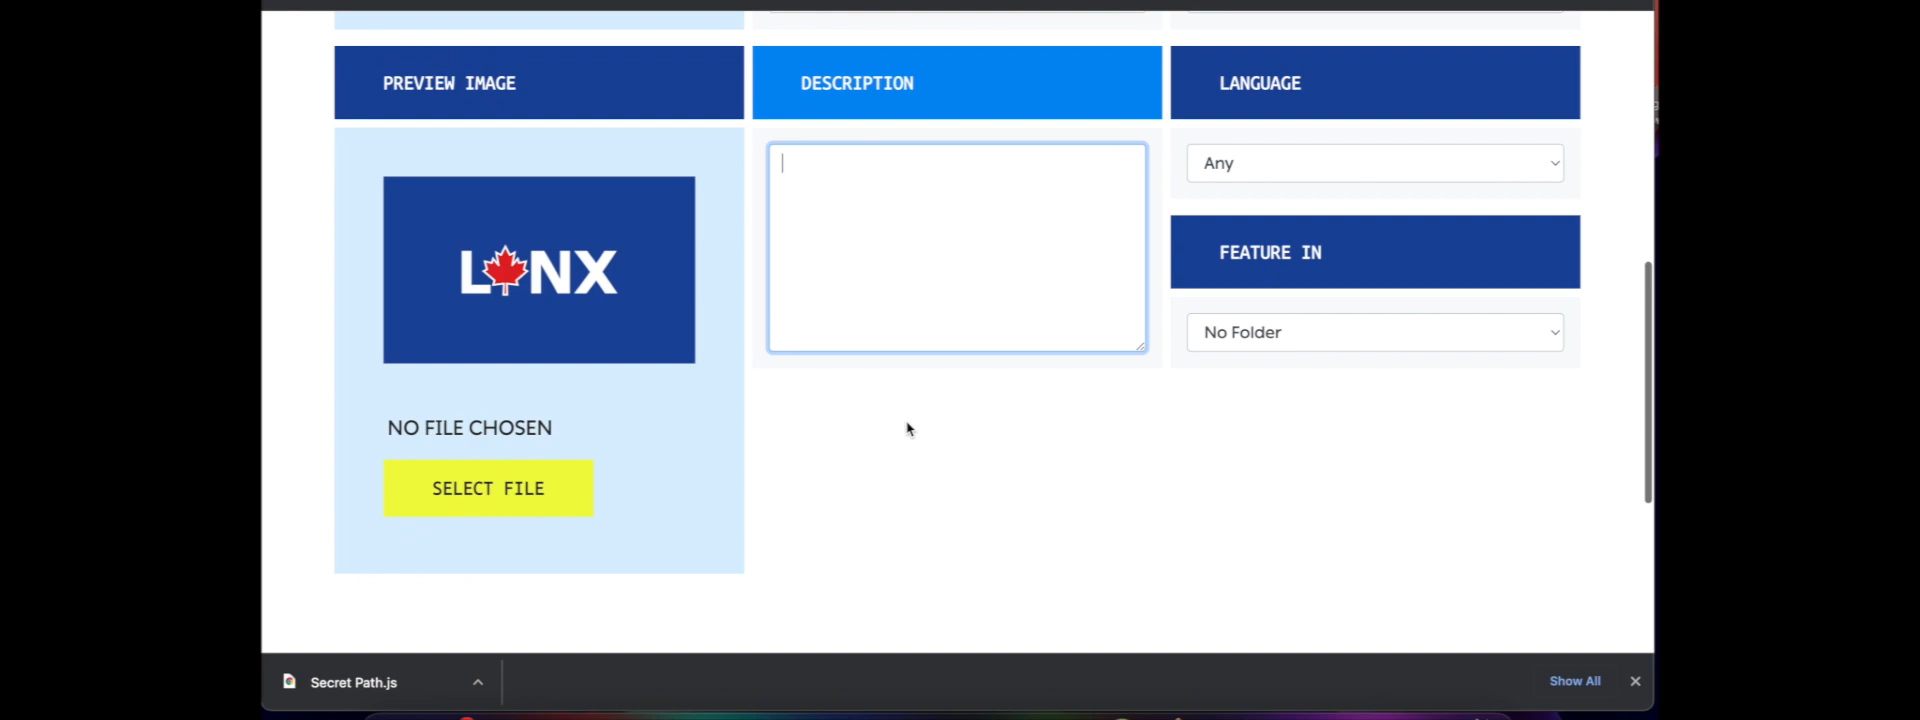 PREVIEW IMAGE
DESCRIPTION
LANGUAGE
Any
FEATURE IN
L NX
No Folder
NO FILE CHOSEN
SELECT FILE
Secret Path.js
Show All